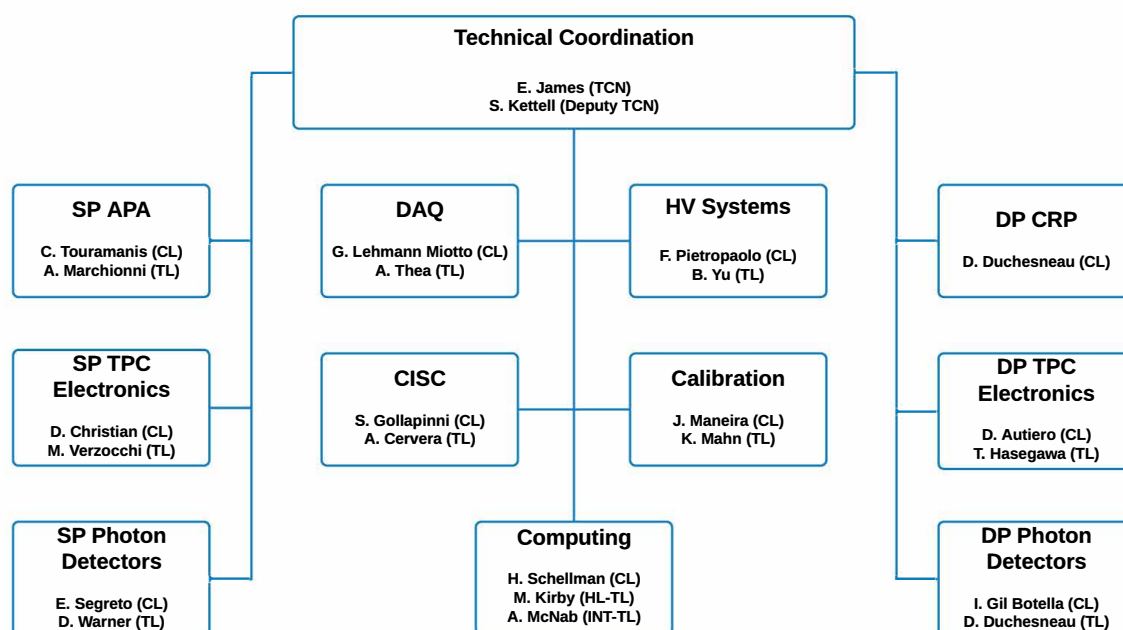 Technical Coordination
E. James (TCN)
S. Kettell (Deputy TCN)
SP APA
C. Touramanis (CL)
A. Marchionni (TL)
DAQ
G. Lehmann Miotto (CL)
A. Thea (TL)
HV Systems
F. Pietropaolo (CL)
B. Yu (TL)
DP CRP
D. Duchesneau (CL)
SP TPC
Electronics
D. Christian (CL)
M. Verzocchi (TL)
CISC
S. Gollapinni (CL)
A. Cervera (TL)
Calibration
J. Maneira (CL)
K. Mahn (TL)
DP TPC
Electronics
D. Autiero (CL)
T. Hasegawa (TL)
SP Photon
Detectors
E. Segreto (CL)
D. Warner (TL)
Computing
H. Schellman (CL)
M. Kirby (HL-TL)
A. McNab (INT-TL)
DP Photon
Detectors
I. Gil Botella (CL)
D. Duchesneau (TL)